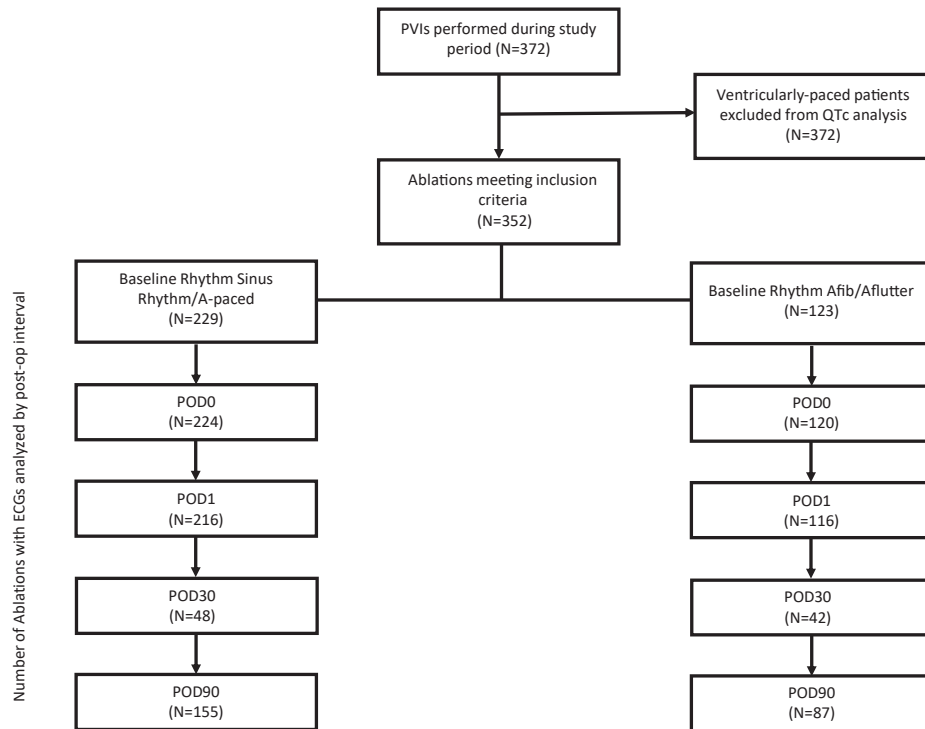 PVIs performed during study
period (N=372)
Ventricularly-paced patients
excluded from QTc analysis
(N=372)
Ablations meeting inclusion
criteria
(N=352)
Baseline Rhythm Sinus
Rhythm/A-paced
(N=229)
Baseline Rhythm Afib/Aflutter
(N=123)
Number of Ablations with ECGs analyzed by post-op interval
POD0
(N=224)
POD0
(N=120)
POD1
(N=216)
POD1
(N=116)
POD30
(N=48)
POD30
(N=42)
POD90
(N=155)
POD90
(N=87)